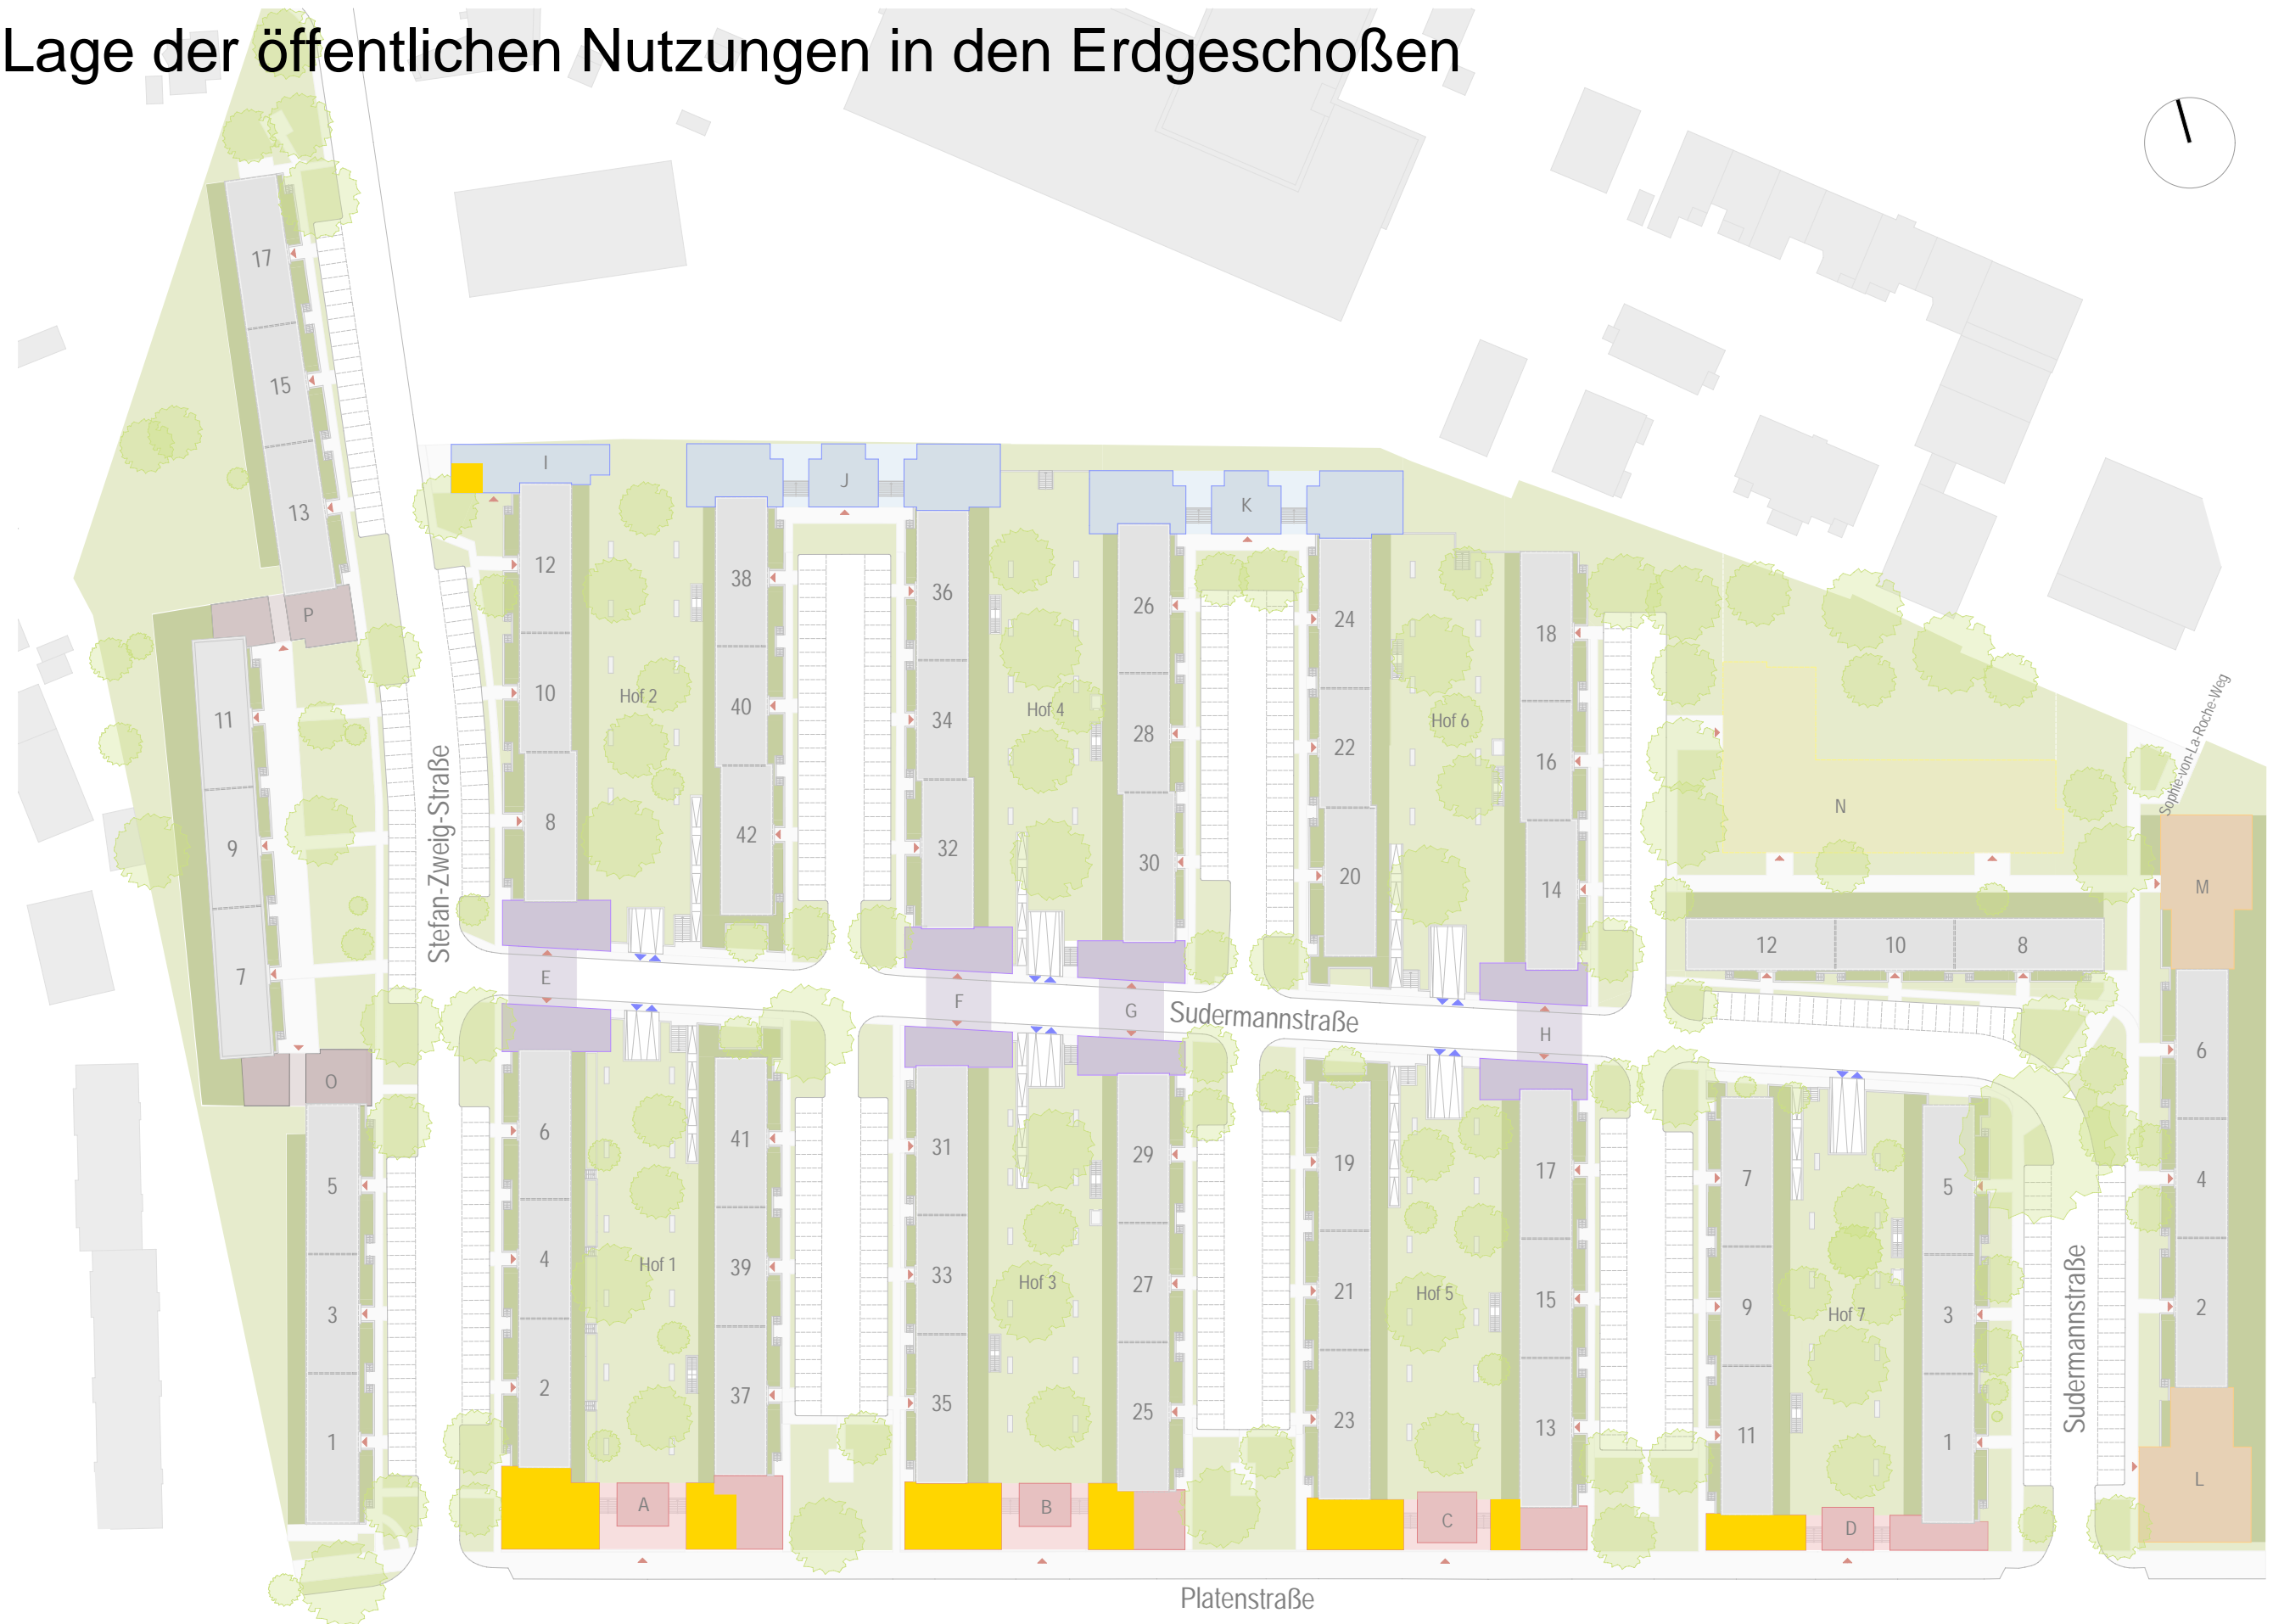 Lage der öffentlichen Nutzungen in den Erdgeschoßen
17
15
13
P
11
9
7
O
5
3
1
Stefan-Zweig-Straße
I
12
10
8
E
6
4
2
Hof 2
Hof 1
38
40
42
41
39
37
A
J
36
34
32
F
31
33
35
Hof 4
Hof 3
B
26
28
30
G
29
27
25
K
24
22
20
19
21
23
Sudermannstraße
Hof 6
Hof 5
C
18
16
14
H
17
15
13
N
12
10
8
7
9
11
Hof 7
D
5
3
1
Sudermannstraße
Sophie-von-La-Roche-Weg
M
6
4
2
L
Platenstraße